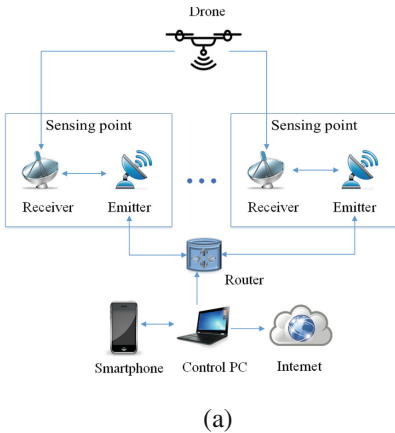 Drone
Sensing point
Sensing point
Receiver
Emitter
Receiver
Emitter
Router
Smartphone
Control PC
Internet
(a)